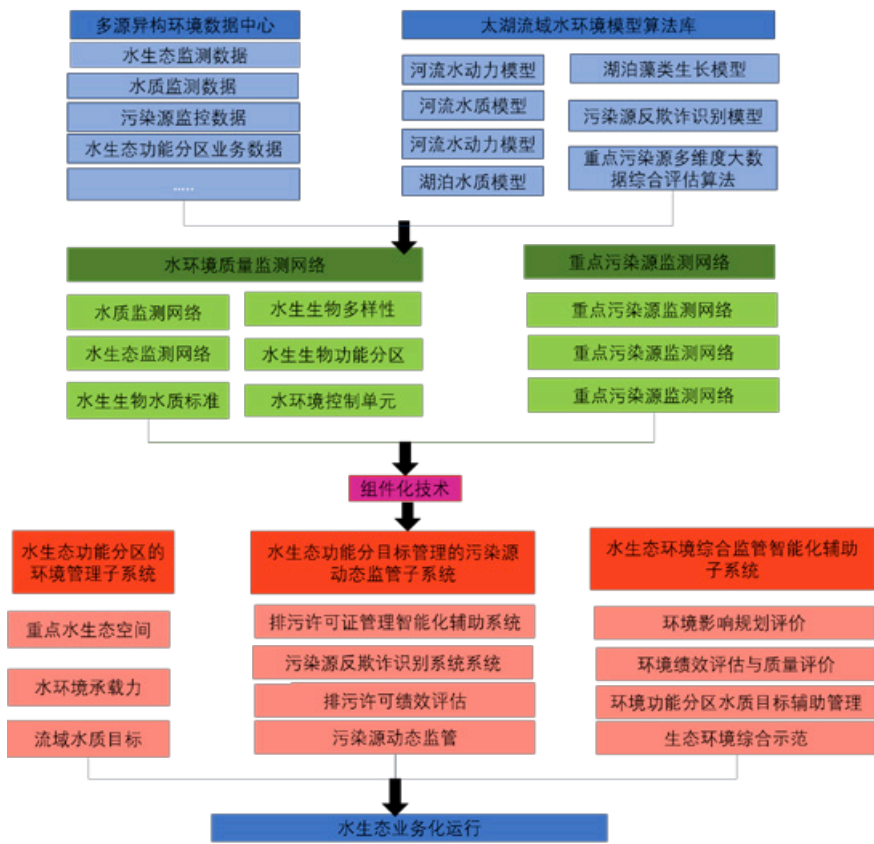 多源异构环境数据中心
水生态监测数据
水质监测数据
污染源监控数据
水生态功能分区业务数据
.....
太湖流域水环境模型算法库
河流水动力模型
河流水质模型
河流水动力模型
湖泊水质模型
湖泊藻类生长模型
污染源反欺诈识别模型
重点污染源多维度大数
据综合评估算法
水环境质量监测网络
水质监测网络
水生态监测网络
水生生物水质标准
水生生物多样性
水生生物功能分区
水环境控制单元
重点污染源监测网络
重点污染源监测网络
重点污染源监测网络
重点污染源监测网络
组件化技术
水生态功能分区的
环境管理子系统
重点水生态空间
水环境承载力
流域水质目标
水生态功能分目标管理的污染源
动态监管子系统
排污许可证管理智能化辅助系统
污染源反欺诈识别系统系统
排污许可绩效评估
污染源动态监管
水生态环境综合监管智能化辅助
子系统
环境影响规划评价
环境绩效评估与质量评价
环境功能分区水质目标辅助管理
生态环境综合示范
水生态业务化运行